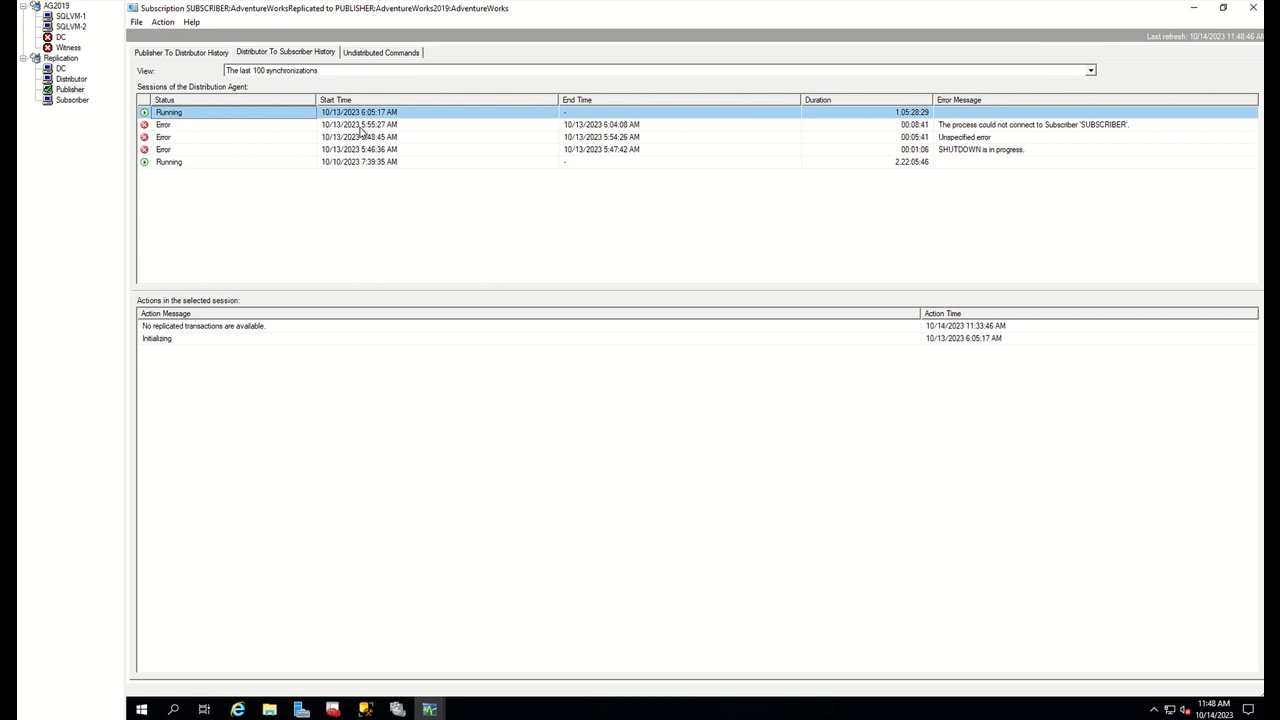 AG2019
SQLVM-1
SQLVM-2
DC
Witness
Replication
DC
Distributor
Publisher
Subscriber
Subscription SUBSCRIBER:AdventureWorksReplicated to PUBLISHER:AdventureWorks2019:AdventureWorks
File Action Help
Last refresh: 10/14/2023 11:48:46 AM
Publisher To Distributor History Distributor To Subscriber History Undistributed Commands
View: The last 100 synchronizations
Sessions of the Distribution Agent:
Status Start Time End Time Duration Error Message
Running 10/13/2023 6:05:17 AM - 1.05:28:29
Error 10/13/2023 5:55:27 AM 10/13/2023 6:04:08 AM 00:08:41 The process could not connect to Subscriber 'SUBSCRIBER'.
Error 10/13/2023 5:48:45 AM 10/13/2023 5:54:26 AM 00:05:41 Unspecified error
Error 10/13/2023 5:46:36 AM 10/13/2023 5:47:42 AM 00:01:06 SHUTDOWN is in progress.
Running 10/10/2023 7:39:35 AM - 2.22:05:46
Actions in the selected session:
Action Message Action Time
No replicated transactions are available. 10/14/2023 11:33:46 AM
Initializing 10/13/2023 6:05:17 AM
11:48 AM
10/14/2023